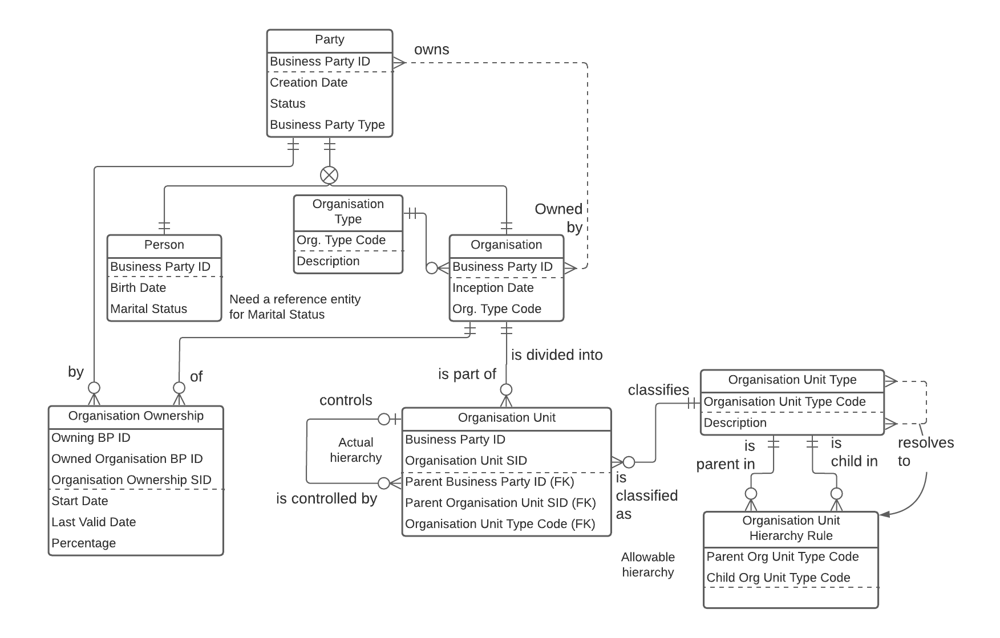 Party
Business Party ID
Creation Date
Status
Business Party Type
owns
Owned
by
Organisation
Type
Org. Type Code
Description
Person
Business Party ID
Birth Date
Marital Status
Need a reference entity
for Marital Status
Organisation
Business Party ID
Inception Date
Org. Type Code
is divided into
is part of
by
of
Organisation Ownership
Owning BP ID
Owned Organisation BP ID
Organisation Ownership SID
Start Date
Last Valid Date
Percentage
controls
Actual
hierarchy
is controlled by
Organisation Unit
Business Party ID
Organisation Unit SID
Parent Business Party ID (FK)
Parent Organisation Unit SID (FK)
Organisation Unit Type Code (FK)
classifies
is
classified
as
Organisation Unit Type
Organisation Unit Type Code
Description
is
parent in
is
child in
resolves
to
Organisation Unit
Hierarchy Rule
Parent Org Unit Type Code
Child Org Unit Type Code
Allowable
hierarchy